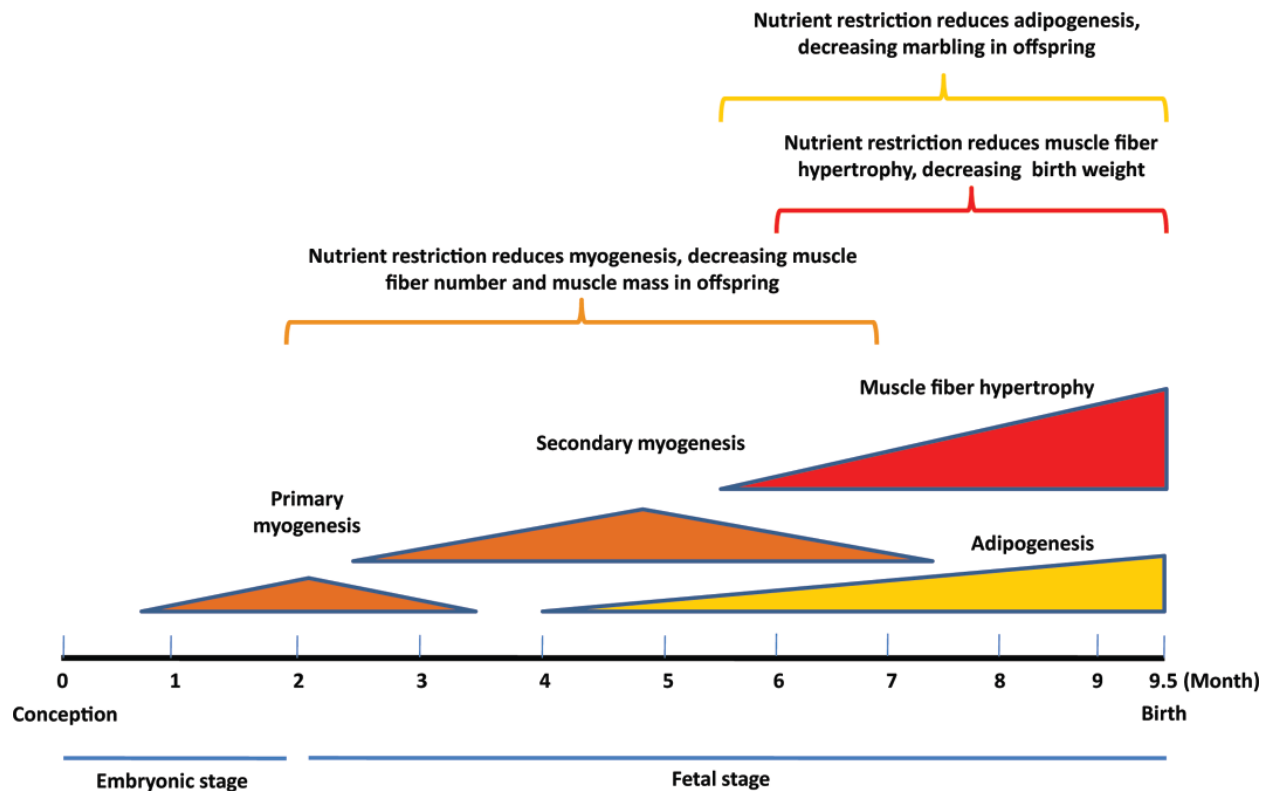 Nutrient restriction reduces adipogenesis,
decreasing marbling in offspring
Nutrient restriction reduces muscle fiber
hypertrophy, decreasing birth weight
Nutrient restriction reduces myogenesis, decreasing muscle
fiber number and muscle mass in offspring
Muscle fiber hypertrophy
Secondary myogenesis
Primary
myogenesis
Adipogenesis
0 1 2 3 4 5 6 7 8 9 9.5 (Month)
Conception Birth
Embryonic stage Fetal stage